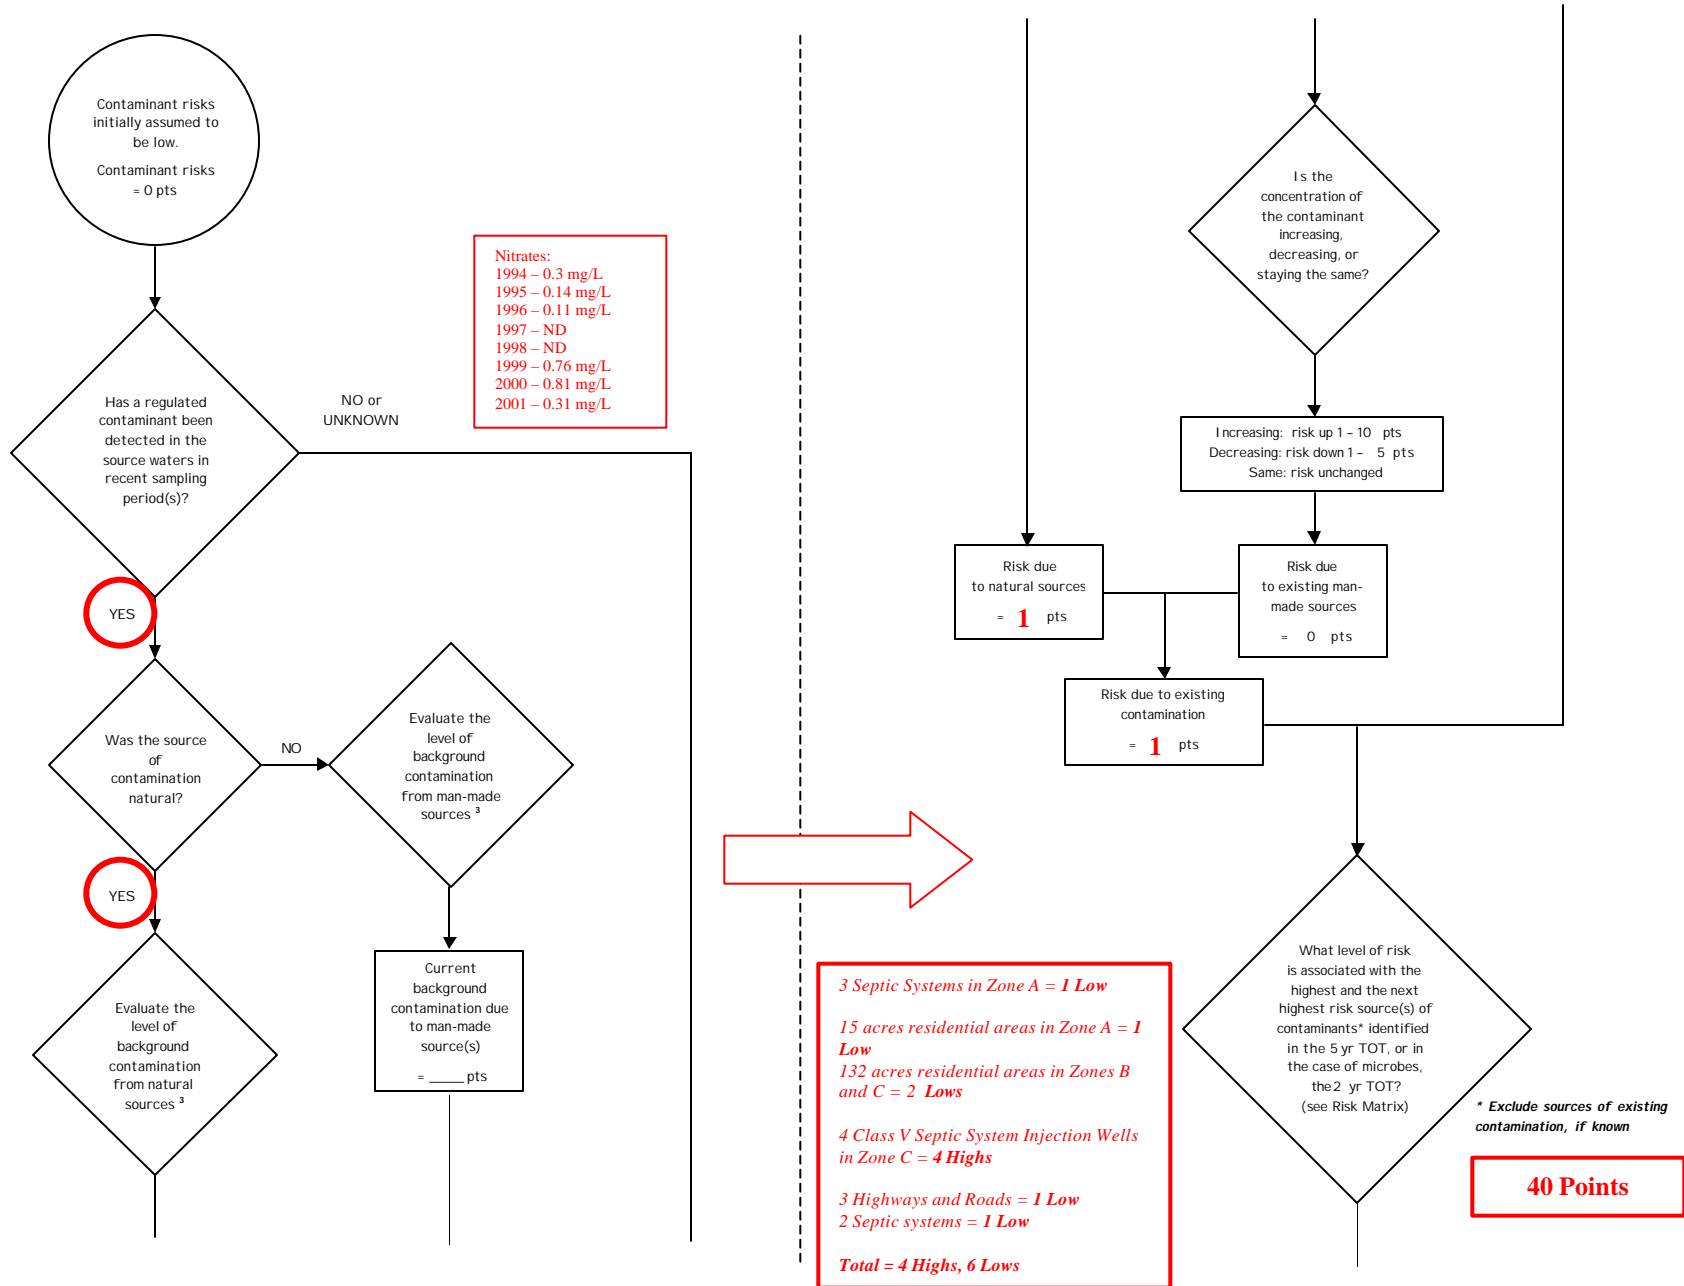 Contaminant risks
initially assumed to
be low.
Contaminant risks
= 0 pts
Has a regulated
contaminant been
detected in the
source waters in
recent sampling
period(s)?
NO or
UNKNOWN
Nitrates:
1994 – 0.3 mg/L
1995 – 0.14 mg/L
1996 – 0.11 mg/L
1997 – ND
1998 – ND
1999 – 0.76 mg/L
2000 – 0.81 mg/L
2001 – 0.31 mg/L
YES
Was the source
of
contamination
natural?
NO
Evaluate the
level of
background
contamination
from man-made
sources ³
YES
Evaluate the
level of
background
contamination
from natural
sources ³
Current
background
contamination due
to man-made
source(s)
= _____ pts
Is the
concentration of
the contaminant
increasing,
decreasing, or
staying the same?
Increasing: risk up 1 – 10 pts
Decreasing: risk down 1 – 5 pts
Same: risk unchanged
Risk due
to natural sources
= 1 pts
Risk due
to existing man-
made sources
= 0 pts
Risk due to existing
contamination
= 1 pts
What level of risk
is associated with the
highest and the next
highest risk source(s) of
contaminants* identified
in the 5 yr TOT, or in
the case of microbes,
the 2 yr TOT?
(see Risk Matrix)
* Exclude sources of existing
contamination, if known
40 Points
3 Septic Systems in Zone A = 1 Low
15 acres residential areas in Zone A = 1
Low
132 acres residential areas in Zones B
and C = 2 Lows
4 Class V Septic System Injection Wells
in Zone C = 4 Highs
3 Highways and Roads = 1 Low
2 Septic systems = 1 Low
Total = 4 Highs, 6 Lows